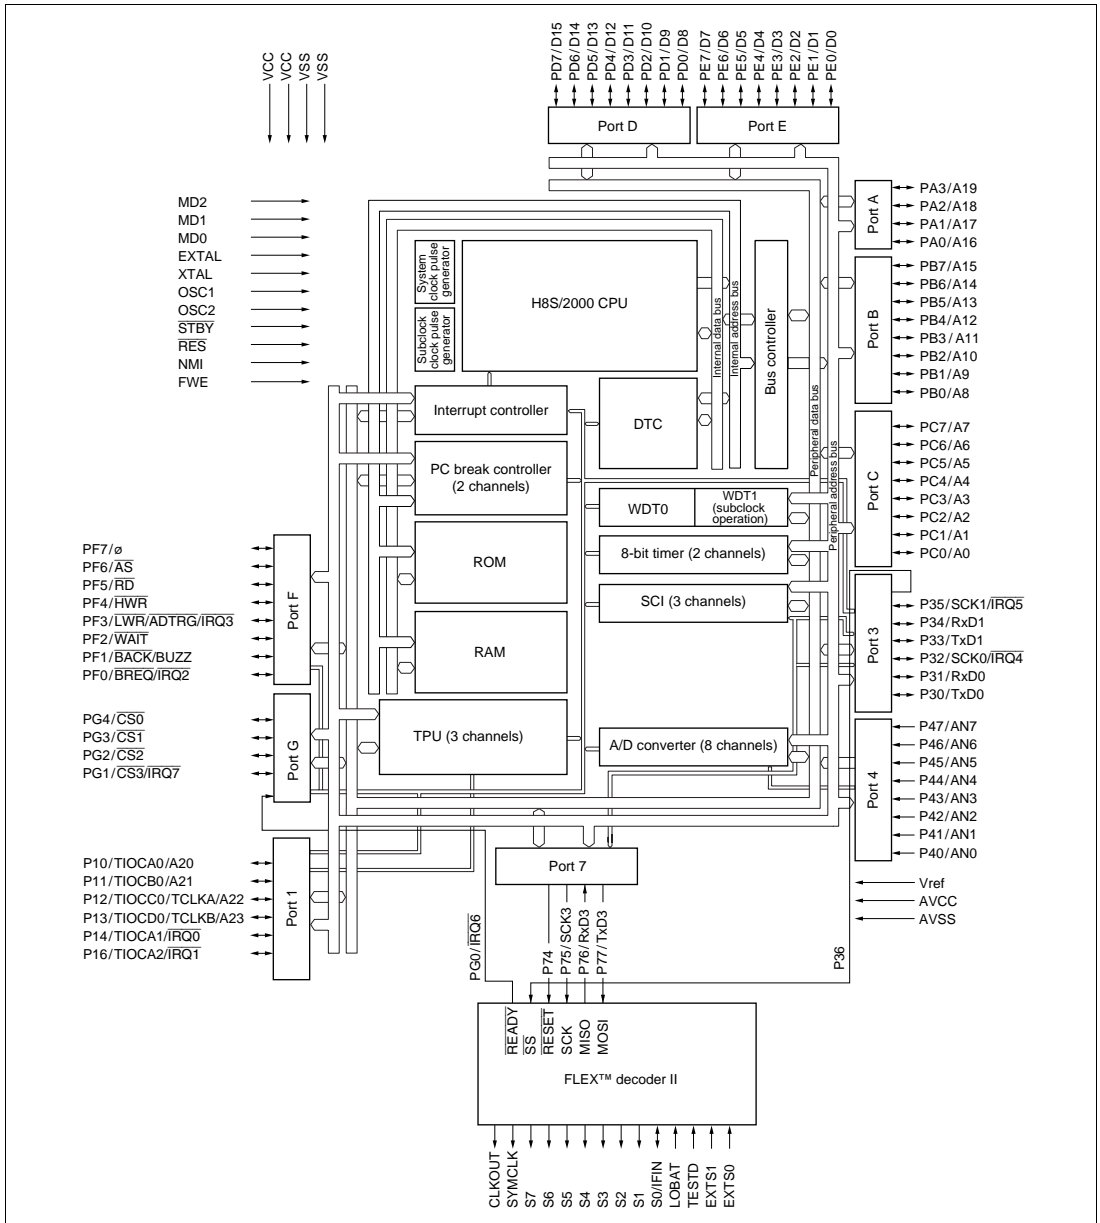 VCC
VCC
VSS
VSS
PD7/D15
PD6/D14
PD5/D13
PD4/D12
PD3/D11
PD2/D10
PD1/D9
PD0/D8
PE7/D7
PE6/D6
PE5/D5
PE4/D4
PE3/D3
PE2/D2
PE1/D1
PE0/D0
Port D
Port E
MD2
MD1
MD0
EXTAL
XTAL
OSC1
OSC2
STBY
RES
NMI
FWE
System
clock pulse
generator
Subclock
clock pulse
generator
H8S/2000 CPU
Internal data bus
Internal address bus
Bus controller
Peripheral data bus
Peripheral address bus
Port A
PA3/A19
PA2/A18
PA1/A17
PA0/A16
Port B
PB7/A15
PB6/A14
PB5/A13
PB4/A12
PB3/A11
PB2/A10
PB1/A9
PB0/A8
Interrupt controller
DTC
PC break controller
(2 channels)
WDT0
WDT1
(subclock
operation)
ROM
8-bit timer (2 channels)
SCI (3 channels)
RAM
TPU (3 channels)
A/D converter (8 channels)
Port C
PC7/A7
PC6/A6
PC5/A5
PC4/A4
PC3/A3
PC2/A2
PC1/A1
PC0/A0
PF7/ø
PF6/AS
PF5/RD
PF4/HWR
PF3/LWR/ADTRG/IRQ3
PF2/WAIT
PF1/BACK/BUZZ
PF0/BREQ/IRQ2
Port F
Port 3
P35/SCK1/IRQ5
P34/RxD1
P33/TxD1
P32/SCK0/IRQ4
P31/RxD0
P30/TxD0
PG4/CS0
PG3/CS1
PG2/CS2
PG1/CS3/IRQ7
Port G
Port 4
P47/AN7
P46/AN6
P45/AN5
P44/AN4
P43/AN3
P42/AN2
P41/AN1
P40/AN0
P10/TIOCA0/A20
P11/TIOCB0/A21
P12/TIOCC0/TCLKA/A22
P13/TIOCD0/TCLKB/A23
P14/TIOCA1/IRQ0
P16/TIOCA2/IRQ1
Port 1
Port 7
Vref
AVCC
AVSS
PG0/IRQ6
P74
P75/SCK3
P76/RxD3
P77/TxD3
P36
READY
SS
RESET
SCK
MISO
MOSI
FLEX™ decoder II
CLKOUT
SYMCLK
S7
S6
S5
S4
S3
S2
S1
S0/IFIN
LOBAT
TESTD
EXTS1
EXTS0